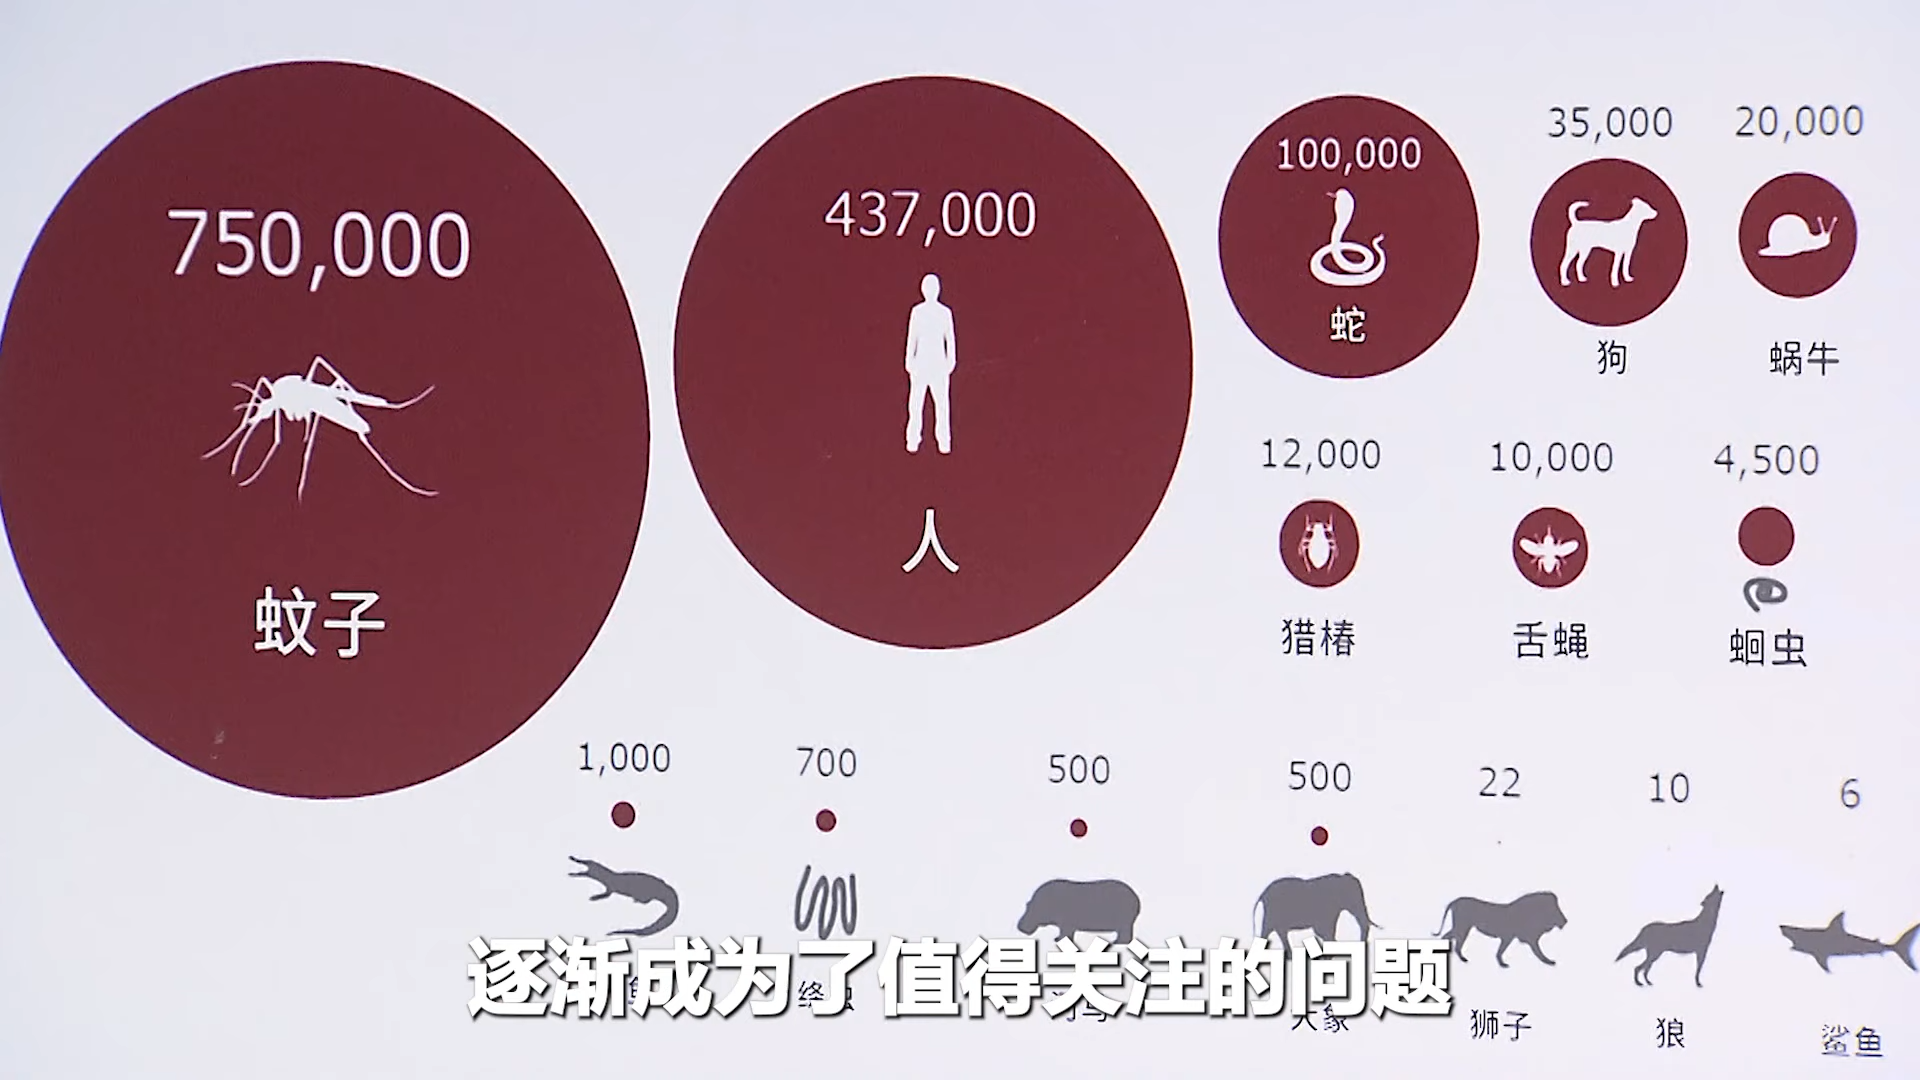 750,000
蚊子
437,000
人
100,000
蛇
35,000
狗
20,000
蜗牛
12,000
猎椿
10,000
舌蝇
4,500
蛔虫
1,000
700
500
500
大象
22
狮子
10
狼
6
鲨鱼
逐渐成为了值得关注的问题